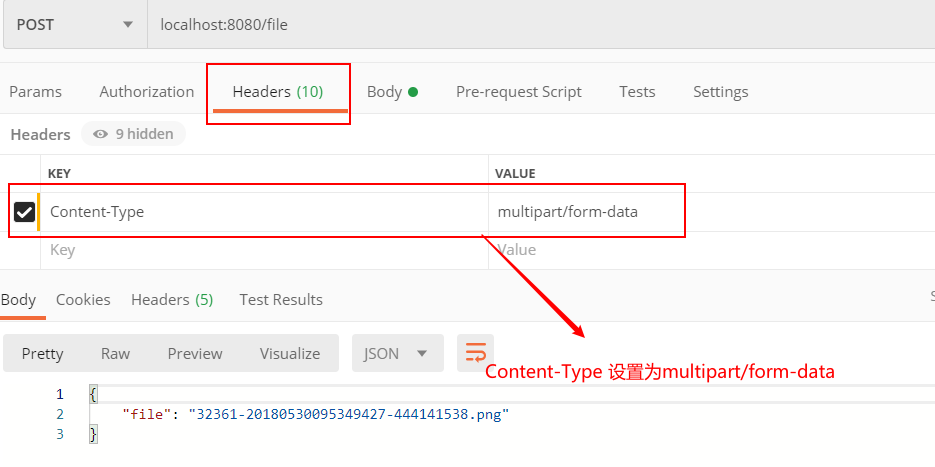 POST localhost:8080/file
Params Authorization Headers (10) Body Pre-request Script Tests Settings
Headers 9 hidden
KEY VALUE
Content-Type multipart/form-data
Key Value
Body Cookies Headers (5) Test Results
Pretty Raw Preview Visualize JSON
Content-Type 设置为multipart/form-data
1 {
2 "file": "32361-20180530095349427-444141538.png"
3 }